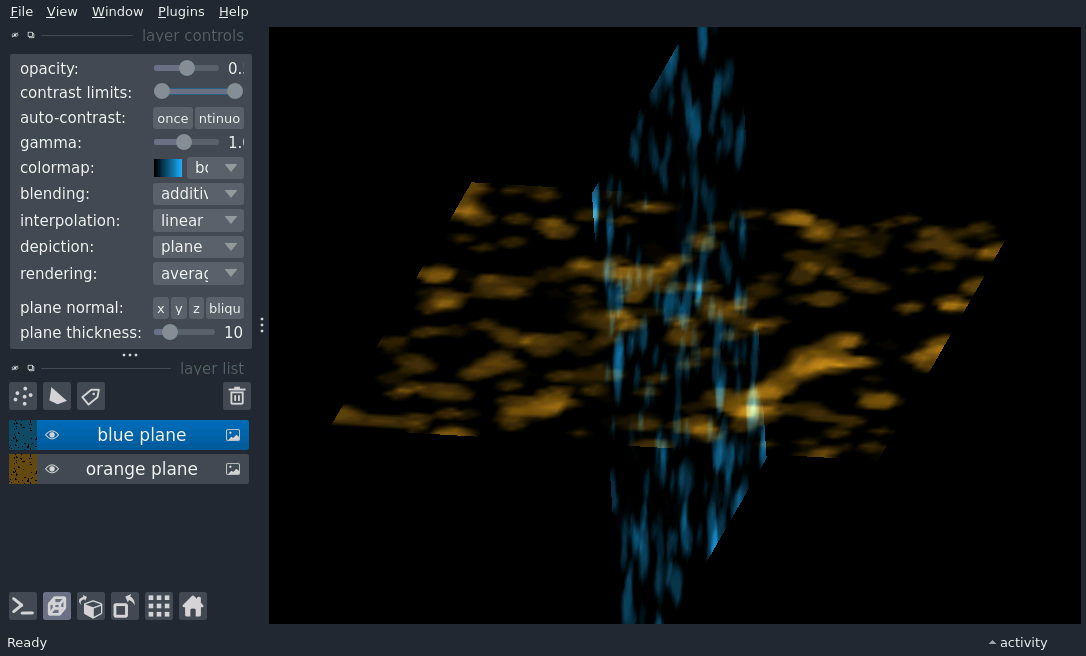 File View Window Plugins Help
layer controls
opacity: 0.
contrast limits:
auto-contrast: once ntinuo
gamma: 1.
colormap: bo
blending: additiv
interpolation: linear
depiction: plane
rendering: averag
plane normal: x y z bliqu
plane thickness: 10
layer list
blue plane
orange plane
Ready
activity